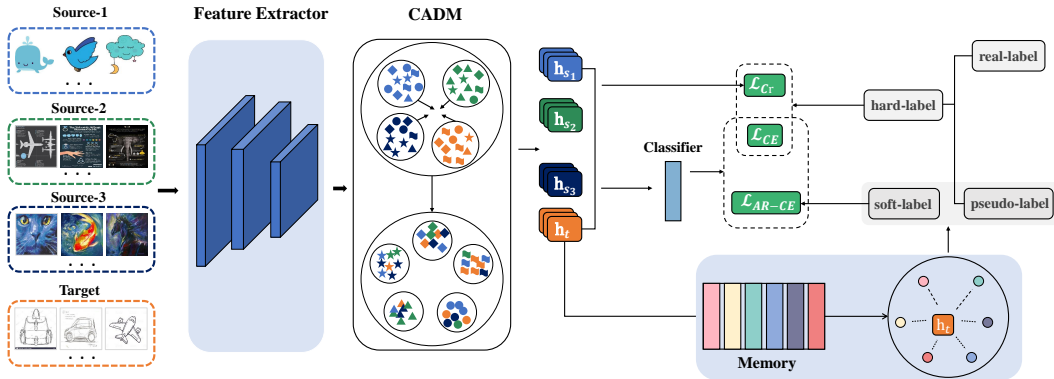 Source-1
. . .
Source-2
. . .
Source-3
. . .
Target
. . .
Feature Extractor
CADM
h_{s_1}
h_{s_2}
h_{s_3}
h_t
Classifier
ℒ_{Cr}
ℒ_{CE}
ℒ_{AR−CE}
real-label
hard-label
soft-label
pseudo-label
Memory
h_t